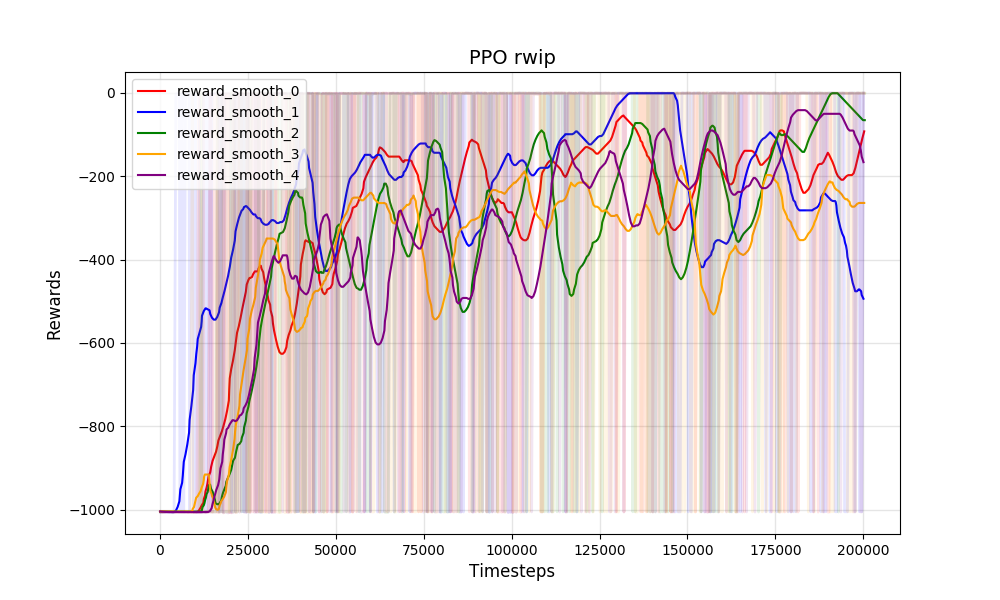 PPO rwip
reward_smooth_0
reward_smooth_1
reward_smooth_2
reward_smooth_3
reward_smooth_4
Rewards
0
−200
−400
−600
−800
−1000
0 25000 50000 75000 100000 125000 150000 175000 200000
Timesteps